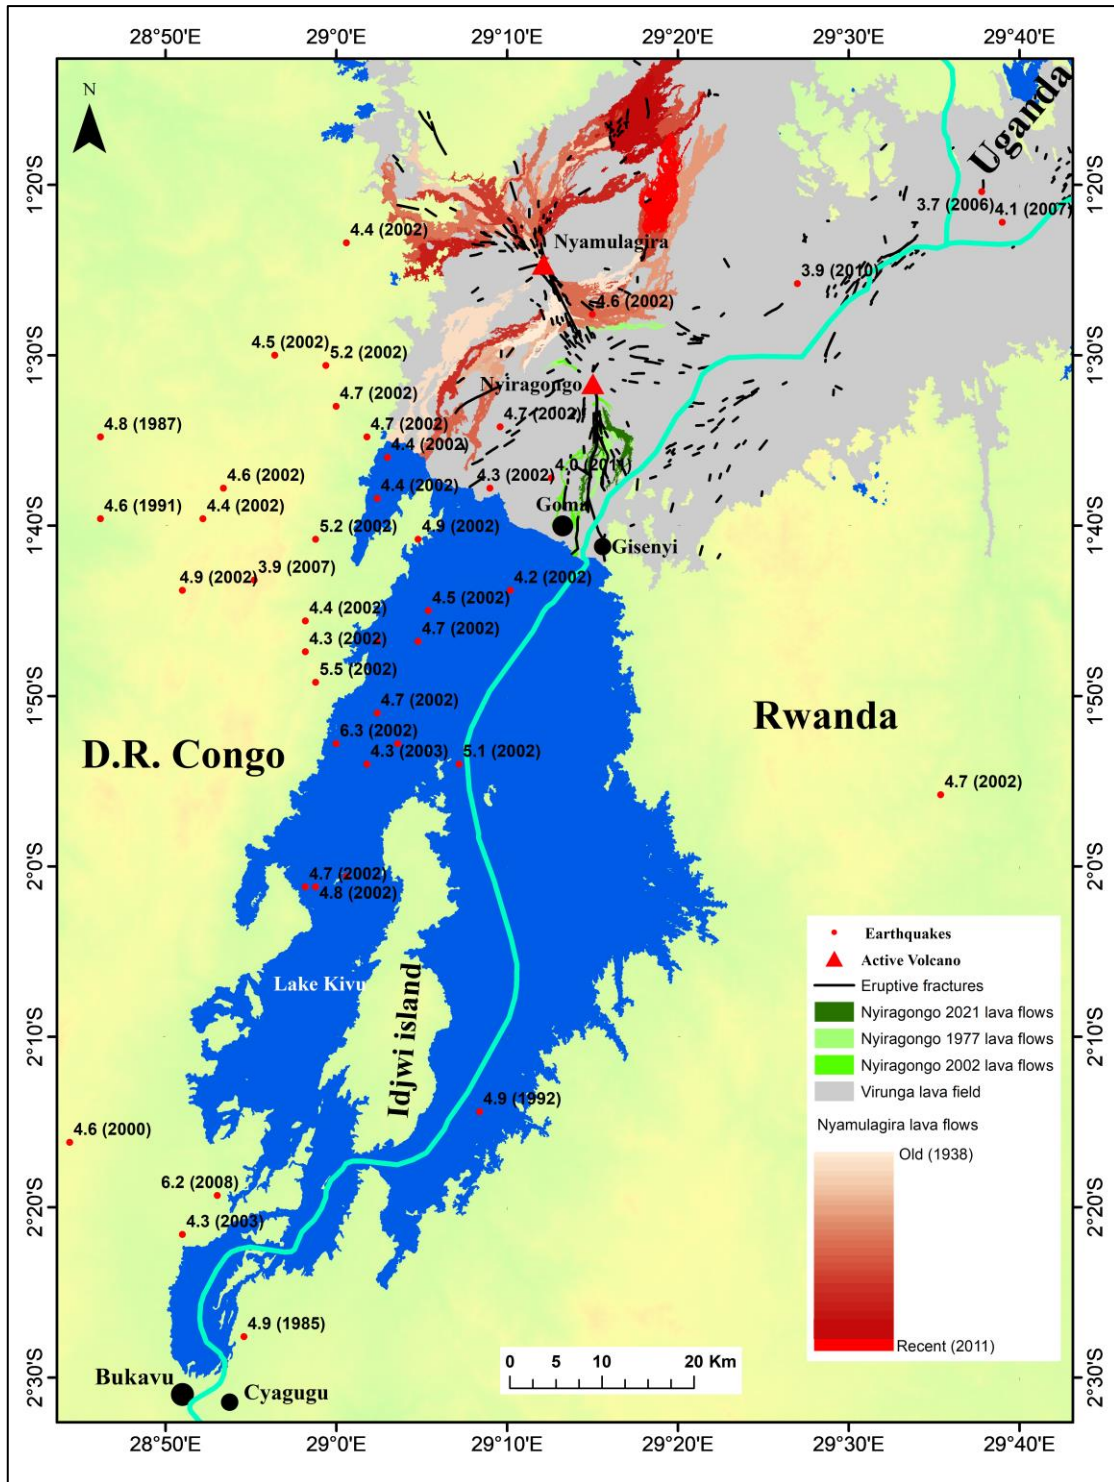 28°50'E 29°0'E 29°10'E 29°20'E 29°30'E 29°40'E
N
Uganda
1°20'S 1°20'S
3.7 (2006)
4.1 (2007)
4.4 (2002)
Nyamulagira
3.9 (2010)
4.6 (2002)
4.5 (2002)
1°30'S 1°30'S
5.2 (2002)
Nyiragongo
4.7 (2002)
4.7 (2002)
4.8 (1987)
4.7 (2002)
4.4 (2002)
4.6 (2002)
4.3 (2002)
4.0 (2011)
4.4 (2002)
4.6 (1991)
4.4 (2002)
Goma
1°40'S 1°40'S
5.2 (2002)
4.9 (2002)
Gisenyi
4.9 (2002)
3.9 (2007)
4.2 (2002)
4.4 (2002)
4.5 (2002)
4.3 (2002)
4.7 (2002)
5.5 (2002)
1°50'S 1°50'S
4.7 (2002)
Rwanda
6.3 (2002)
D.R. Congo
4.3 (2003)
5.1 (2002)
4.7 (2002)
2°0'S 2°0'S
4.7 (2002)
4.8 (2002)
Earthquakes
Active Volcano
Lake Kivu
Eruptive fractures
Idjwi island
Nyiragongo 2021 lava flows
2°10'S 2°10'S
Nyiragongo 1977 lava flows
Nyiragongo 2002 lava flows
Virunga lava field
4.9 (1992)
Nyamulagira lava flows
4.6 (2000)
Old (1938)
6.2 (2008)
2°20'S 2°20'S
4.3 (2003)
4.9 (1985)
Recent (2011)
0 5 10 20 Km
2°30'S 2°30'S
Bukavu
Cyagugu
28°50'E 29°0'E 29°10'E 29°20'E 29°30'E 29°40'E